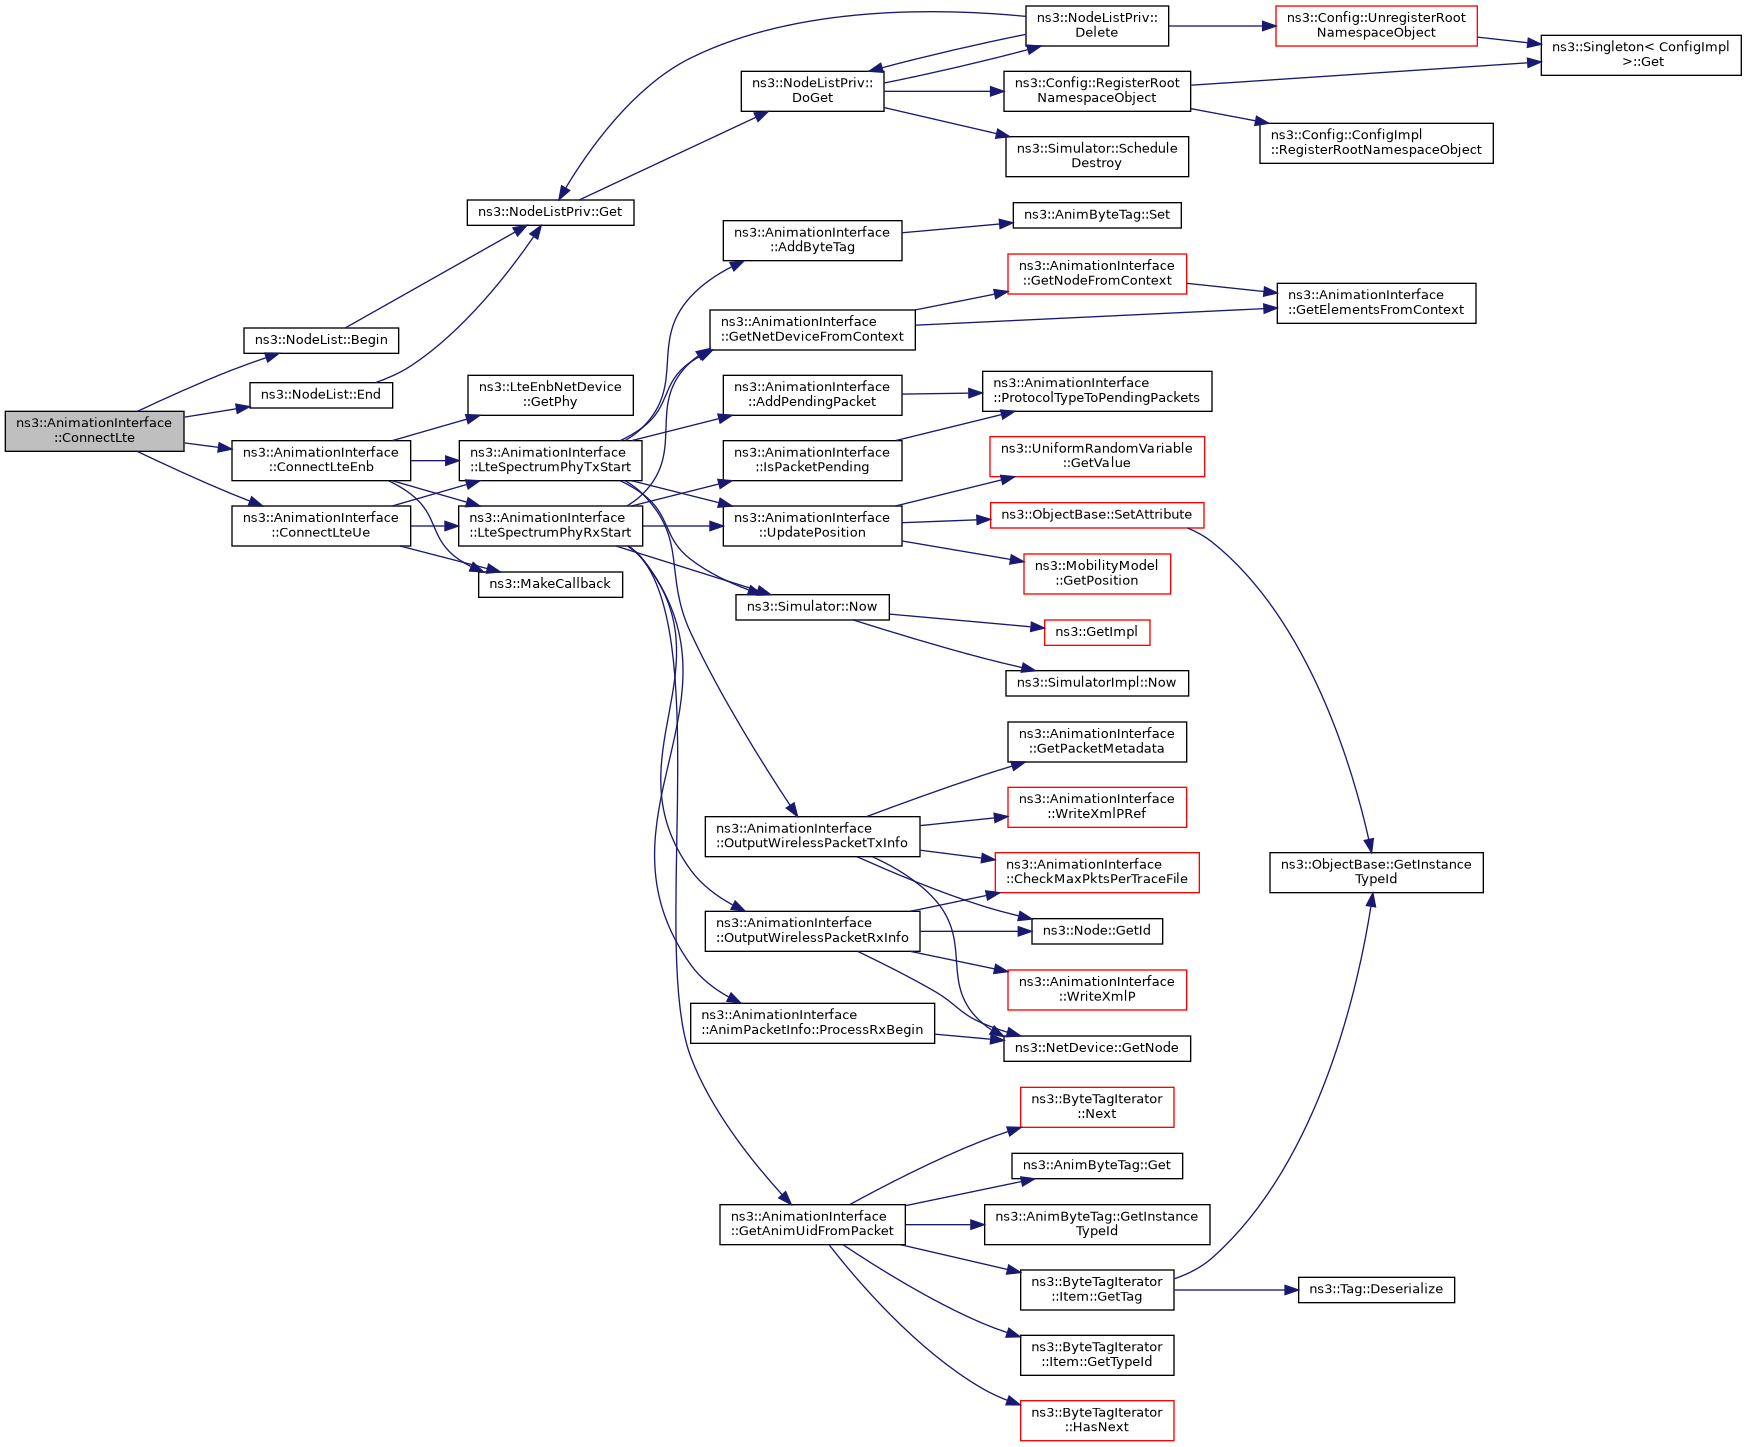 ns3::AnimationInterface
::ConnectLte
ns3::NodeList::Begin
ns3::NodeList::End
ns3::AnimationInterface
::ConnectLteEnb
ns3::AnimationInterface
::ConnectLteUe
ns3::NodeListPriv::Get
ns3::LteEnbNetDevice
::GetPhy
ns3::AnimationInterface
::LteSpectrumPhyTxStart
ns3::AnimationInterface
::LteSpectrumPhyRxStart
ns3::MakeCallback
ns3::NodeListPriv::
DoGet
ns3::AnimationInterface
::AddByteTag
ns3::AnimationInterface
::GetNetDeviceFromContext
ns3::AnimationInterface
::AddPendingPacket
ns3::AnimationInterface
::IsPacketPending
ns3::AnimationInterface
::UpdatePosition
ns3::Simulator::Now
ns3::AnimationInterface
::OutputWirelessPacketTxInfo
ns3::AnimationInterface
::OutputWirelessPacketRxInfo
ns3::AnimationInterface
::AnimPacketInfo::ProcessRxBegin
ns3::AnimationInterface
::GetAnimUidFromPacket
ns3::NodeListPriv::
Delete
ns3::Config::RegisterRoot
NamespaceObject
ns3::Simulator::Schedule
Destroy
ns3::AnimByteTag::Set
ns3::AnimationInterface
::GetNodeFromContext
ns3::AnimationInterface
::ProtocolTypeToPendingPackets
ns3::UniformRandomVariable
::GetValue
ns3::ObjectBase::SetAttribute
ns3::MobilityModel
::GetPosition
ns3::GetImpl
ns3::SimulatorImpl::Now
ns3::AnimationInterface
::GetPacketMetadata
ns3::AnimationInterface
::WriteXmlPRef
ns3::AnimationInterface
::CheckMaxPktsPerTraceFile
ns3::Node::GetId
ns3::AnimationInterface
::WriteXmlP
ns3::NetDevice::GetNode
ns3::ByteTagIterator
::Next
ns3::AnimByteTag::Get
ns3::AnimByteTag::GetInstance
TypeId
ns3::ByteTagIterator
::Item::GetTag
ns3::ByteTagIterator
::Item::GetTypeId
ns3::ByteTagIterator
::HasNext
ns3::Config::UnregisterRoot
NamespaceObject
ns3::Config::ConfigImpl
::RegisterRootNamespaceObject
ns3::AnimationInterface
::GetElementsFromContext
ns3::ObjectBase::GetInstance
TypeId
ns3::Tag::Deserialize
ns3::Singleton< ConfigImpl
>::Get